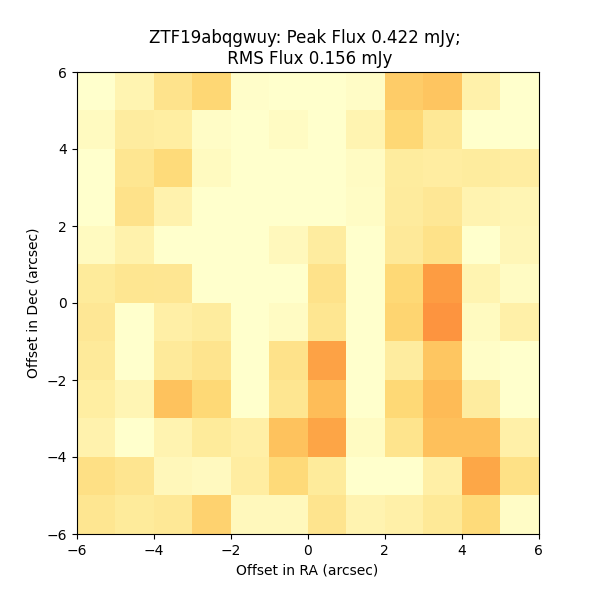 ZTF19abqgwuy: Peak Flux 0.422 mJy;
RMS Flux 0.156 mJy
6
4
2
0
−2
−4
−6
Offset in Dec (arcsec)
−6 −4 −2 0 2 4 6
Offset in RA (arcsec)